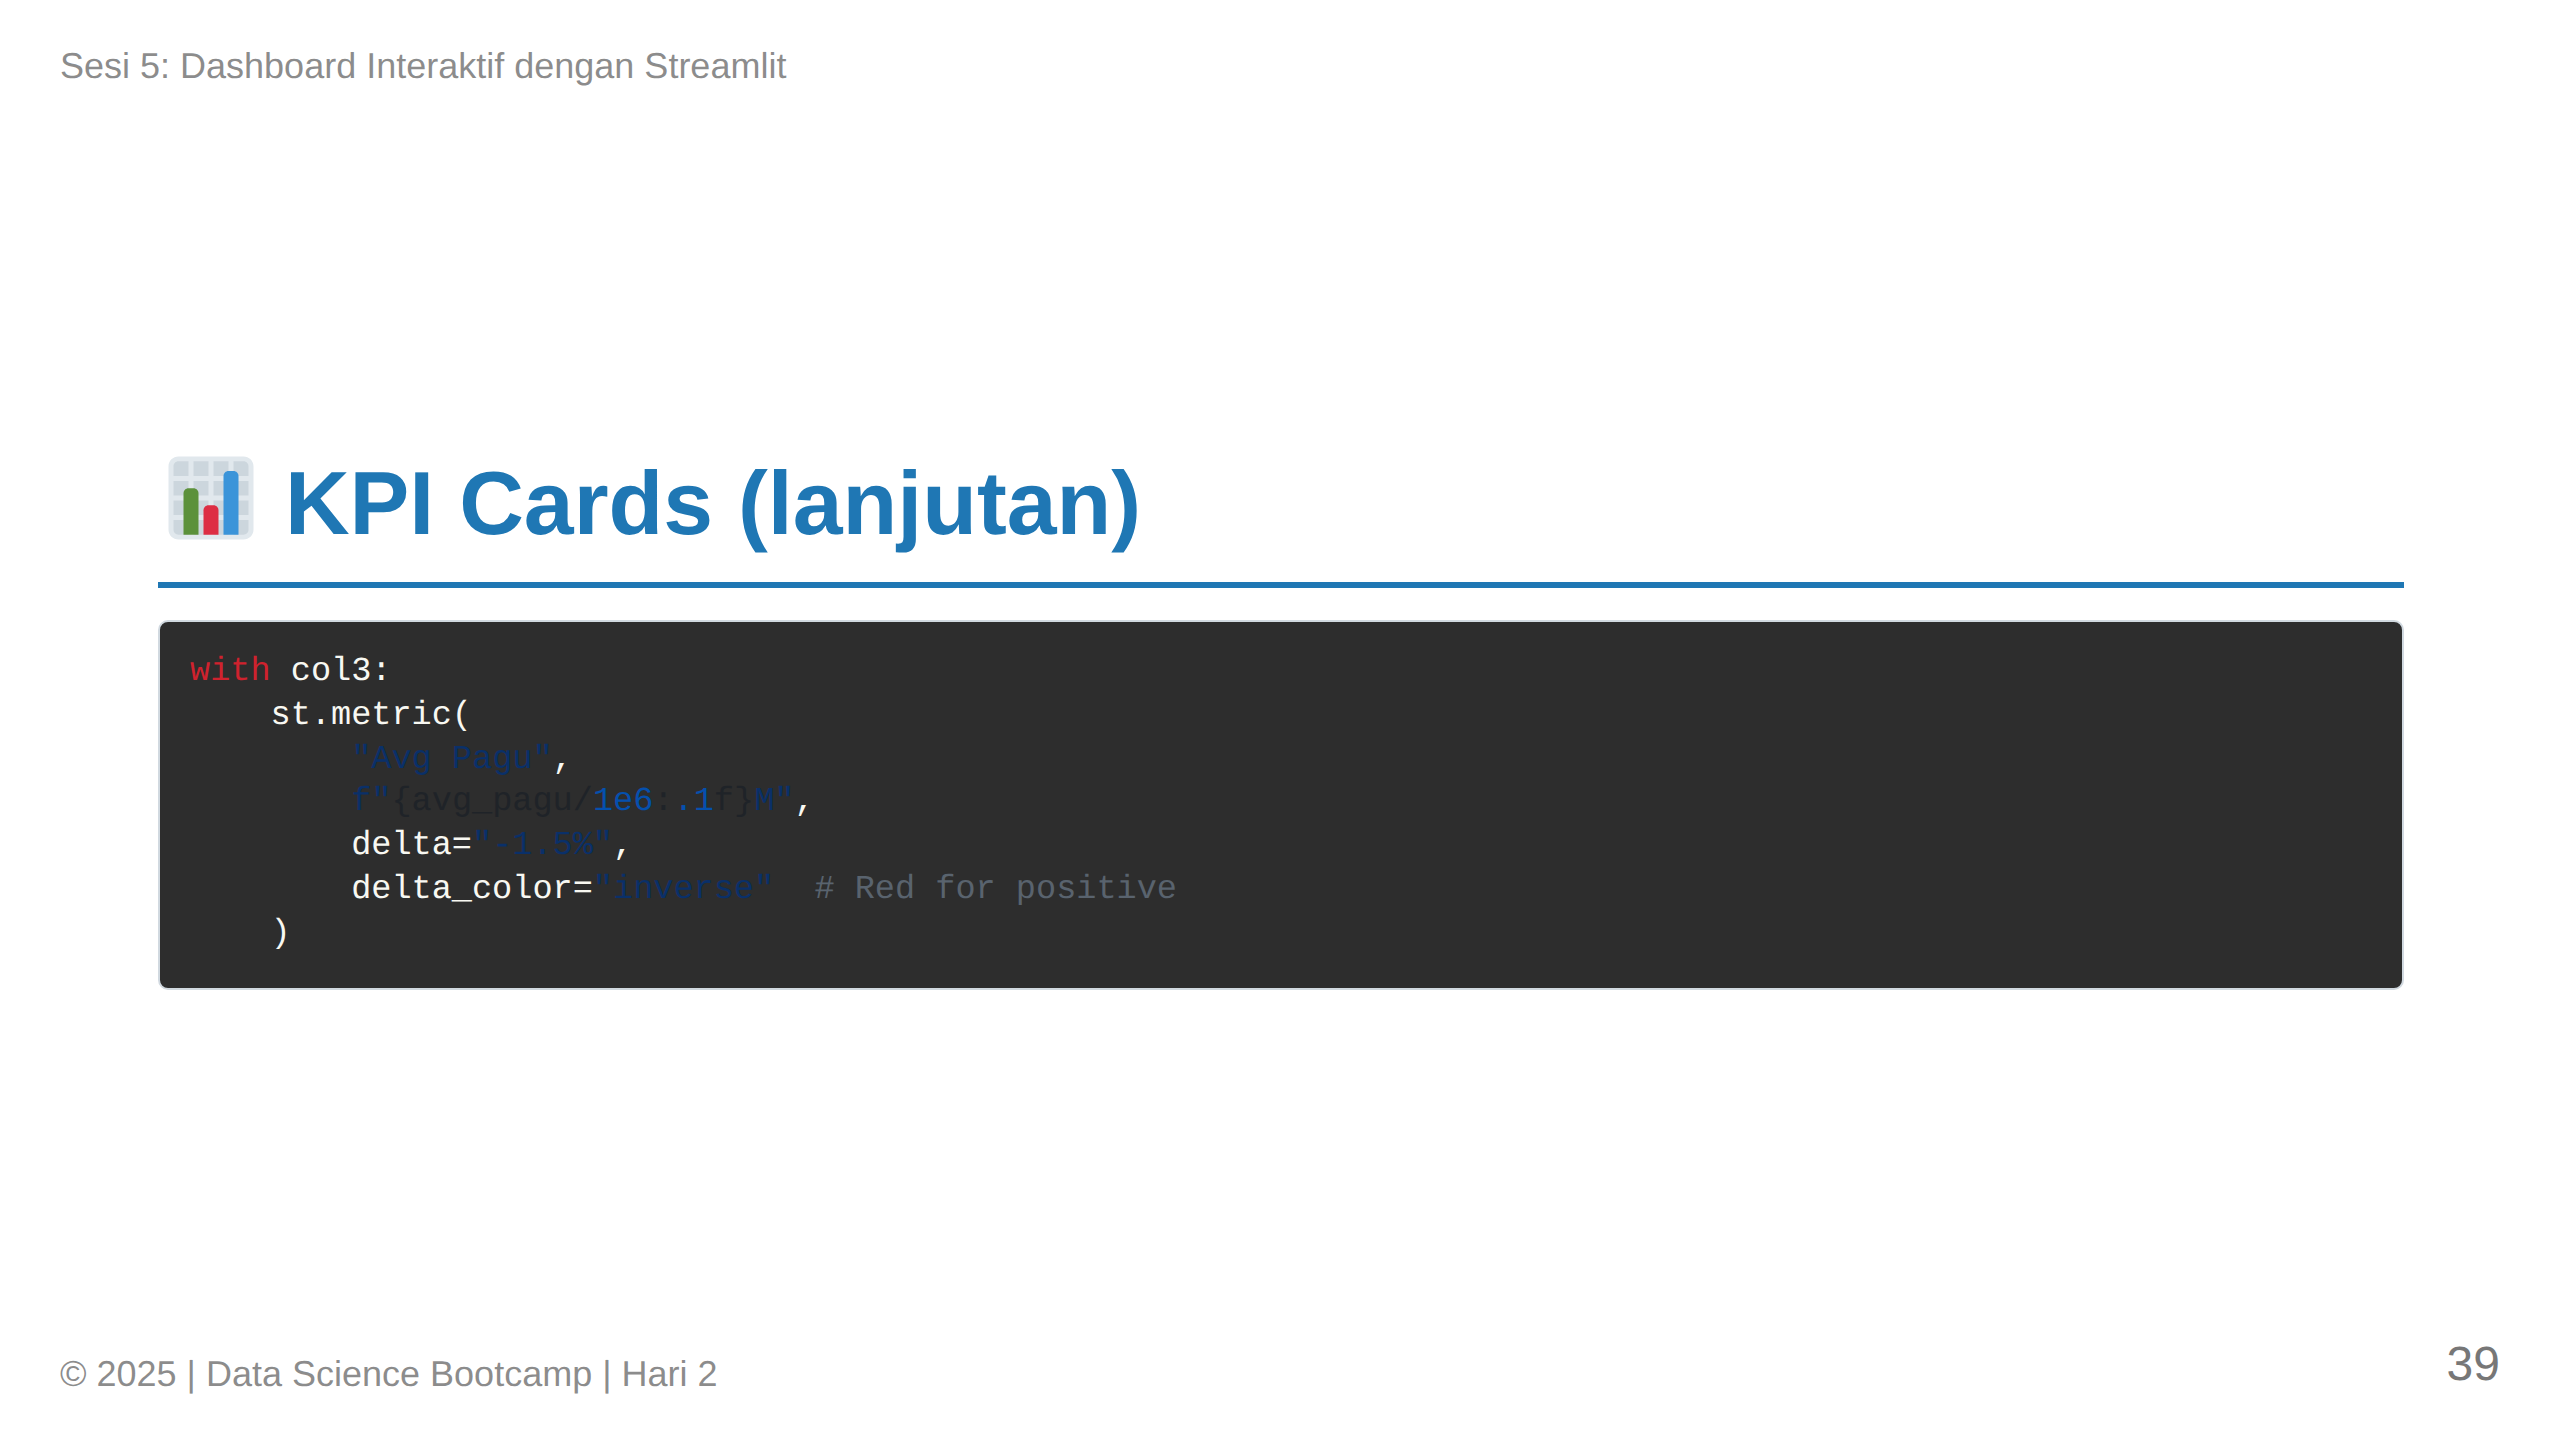 Sesi 5: Dashboard Interaktif dengan Streamlit
📊 KPI Cards (lanjutan)
with col3:
    st.metric(
        "Avg Pagu",
        f"{avg_pagu/1e6:.1f}M",
        delta="-1.5%",
        delta_color="inverse"  # Red for positive
    )
© 2025 | Data Science Bootcamp | Hari 2
39